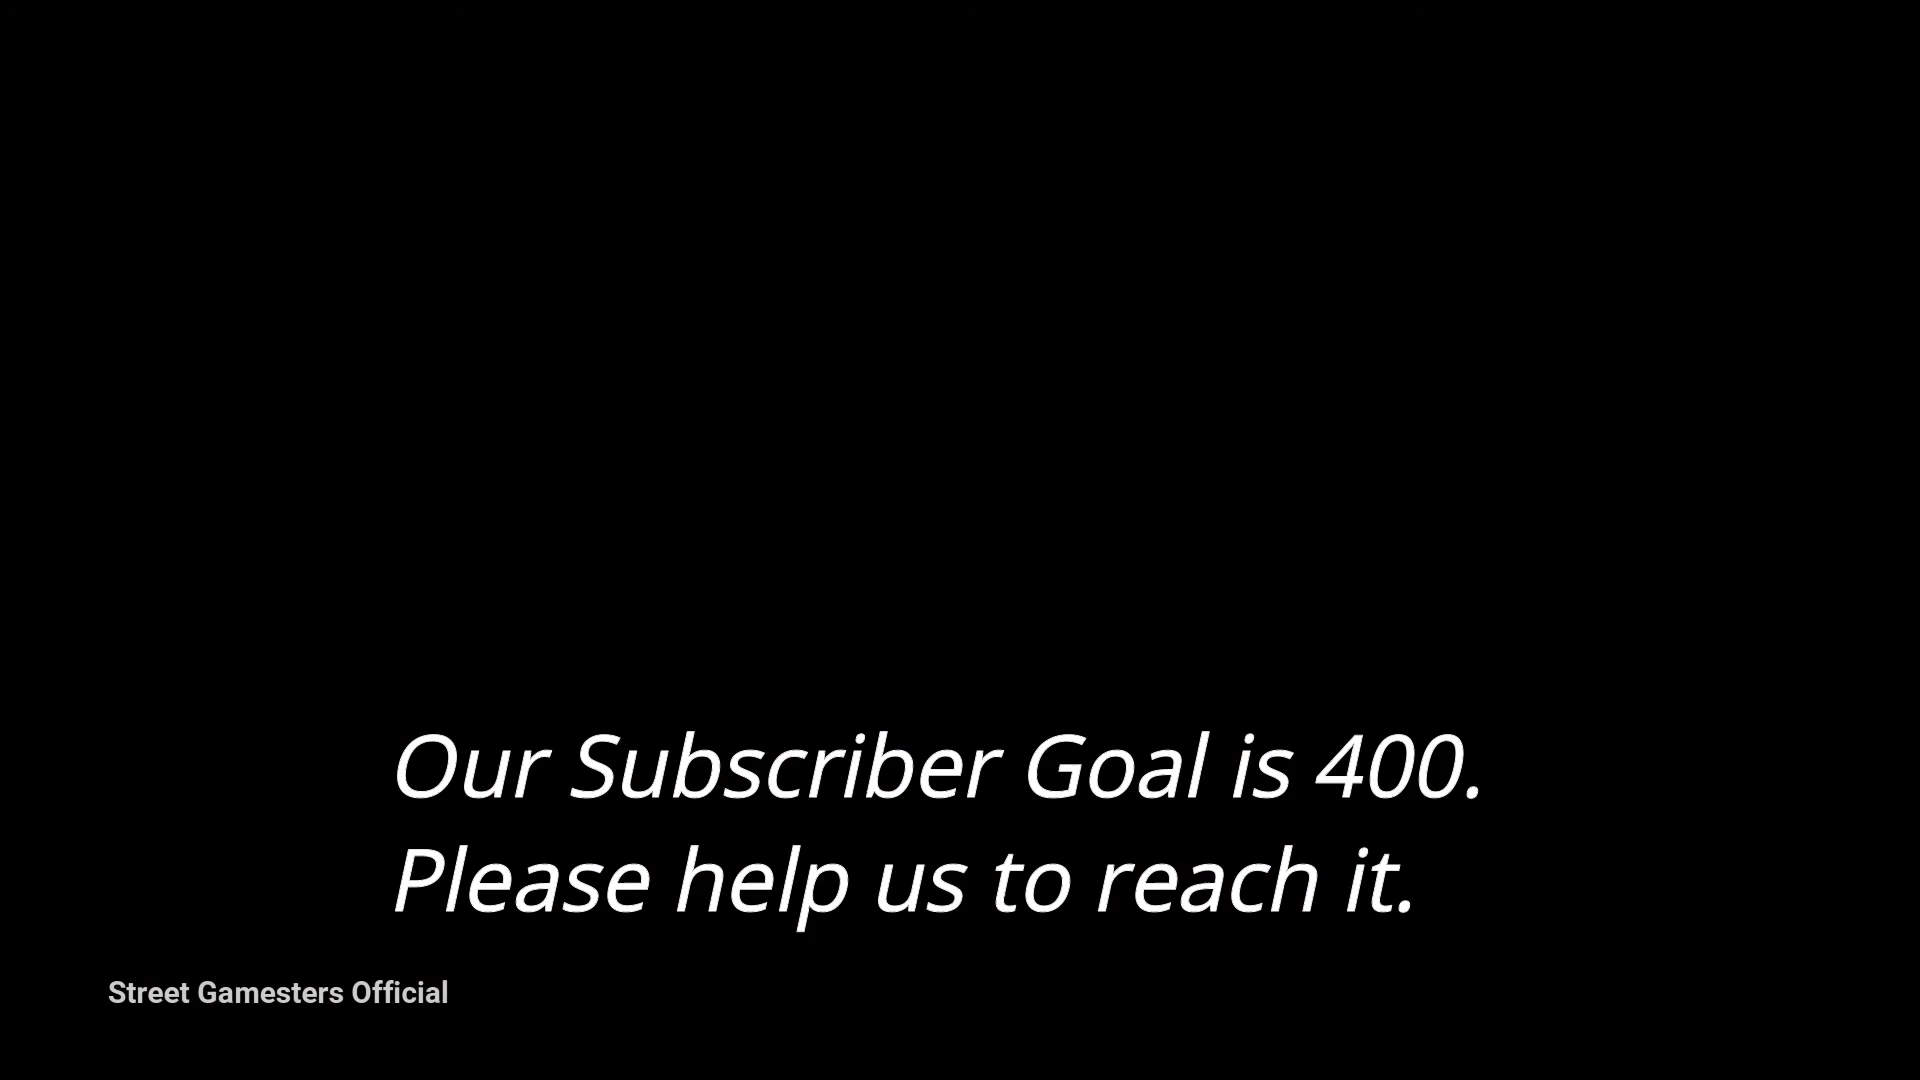 Our Subscriber Goal is 400.
Please help us to reach it.
Street Gamesters Official